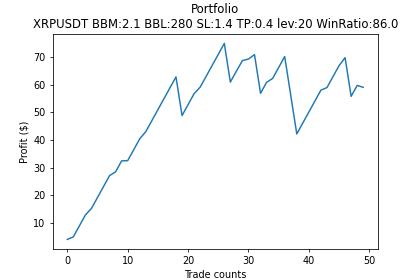 Portfolio
XRPUSDT BBM:2.1 BBL:280 SL:1.4 TP:0.4 lev:20 WinRatio:86.0
Profit ($)
70
60
50
40
30
20
10
0 10 20 30 40 50
Trade counts